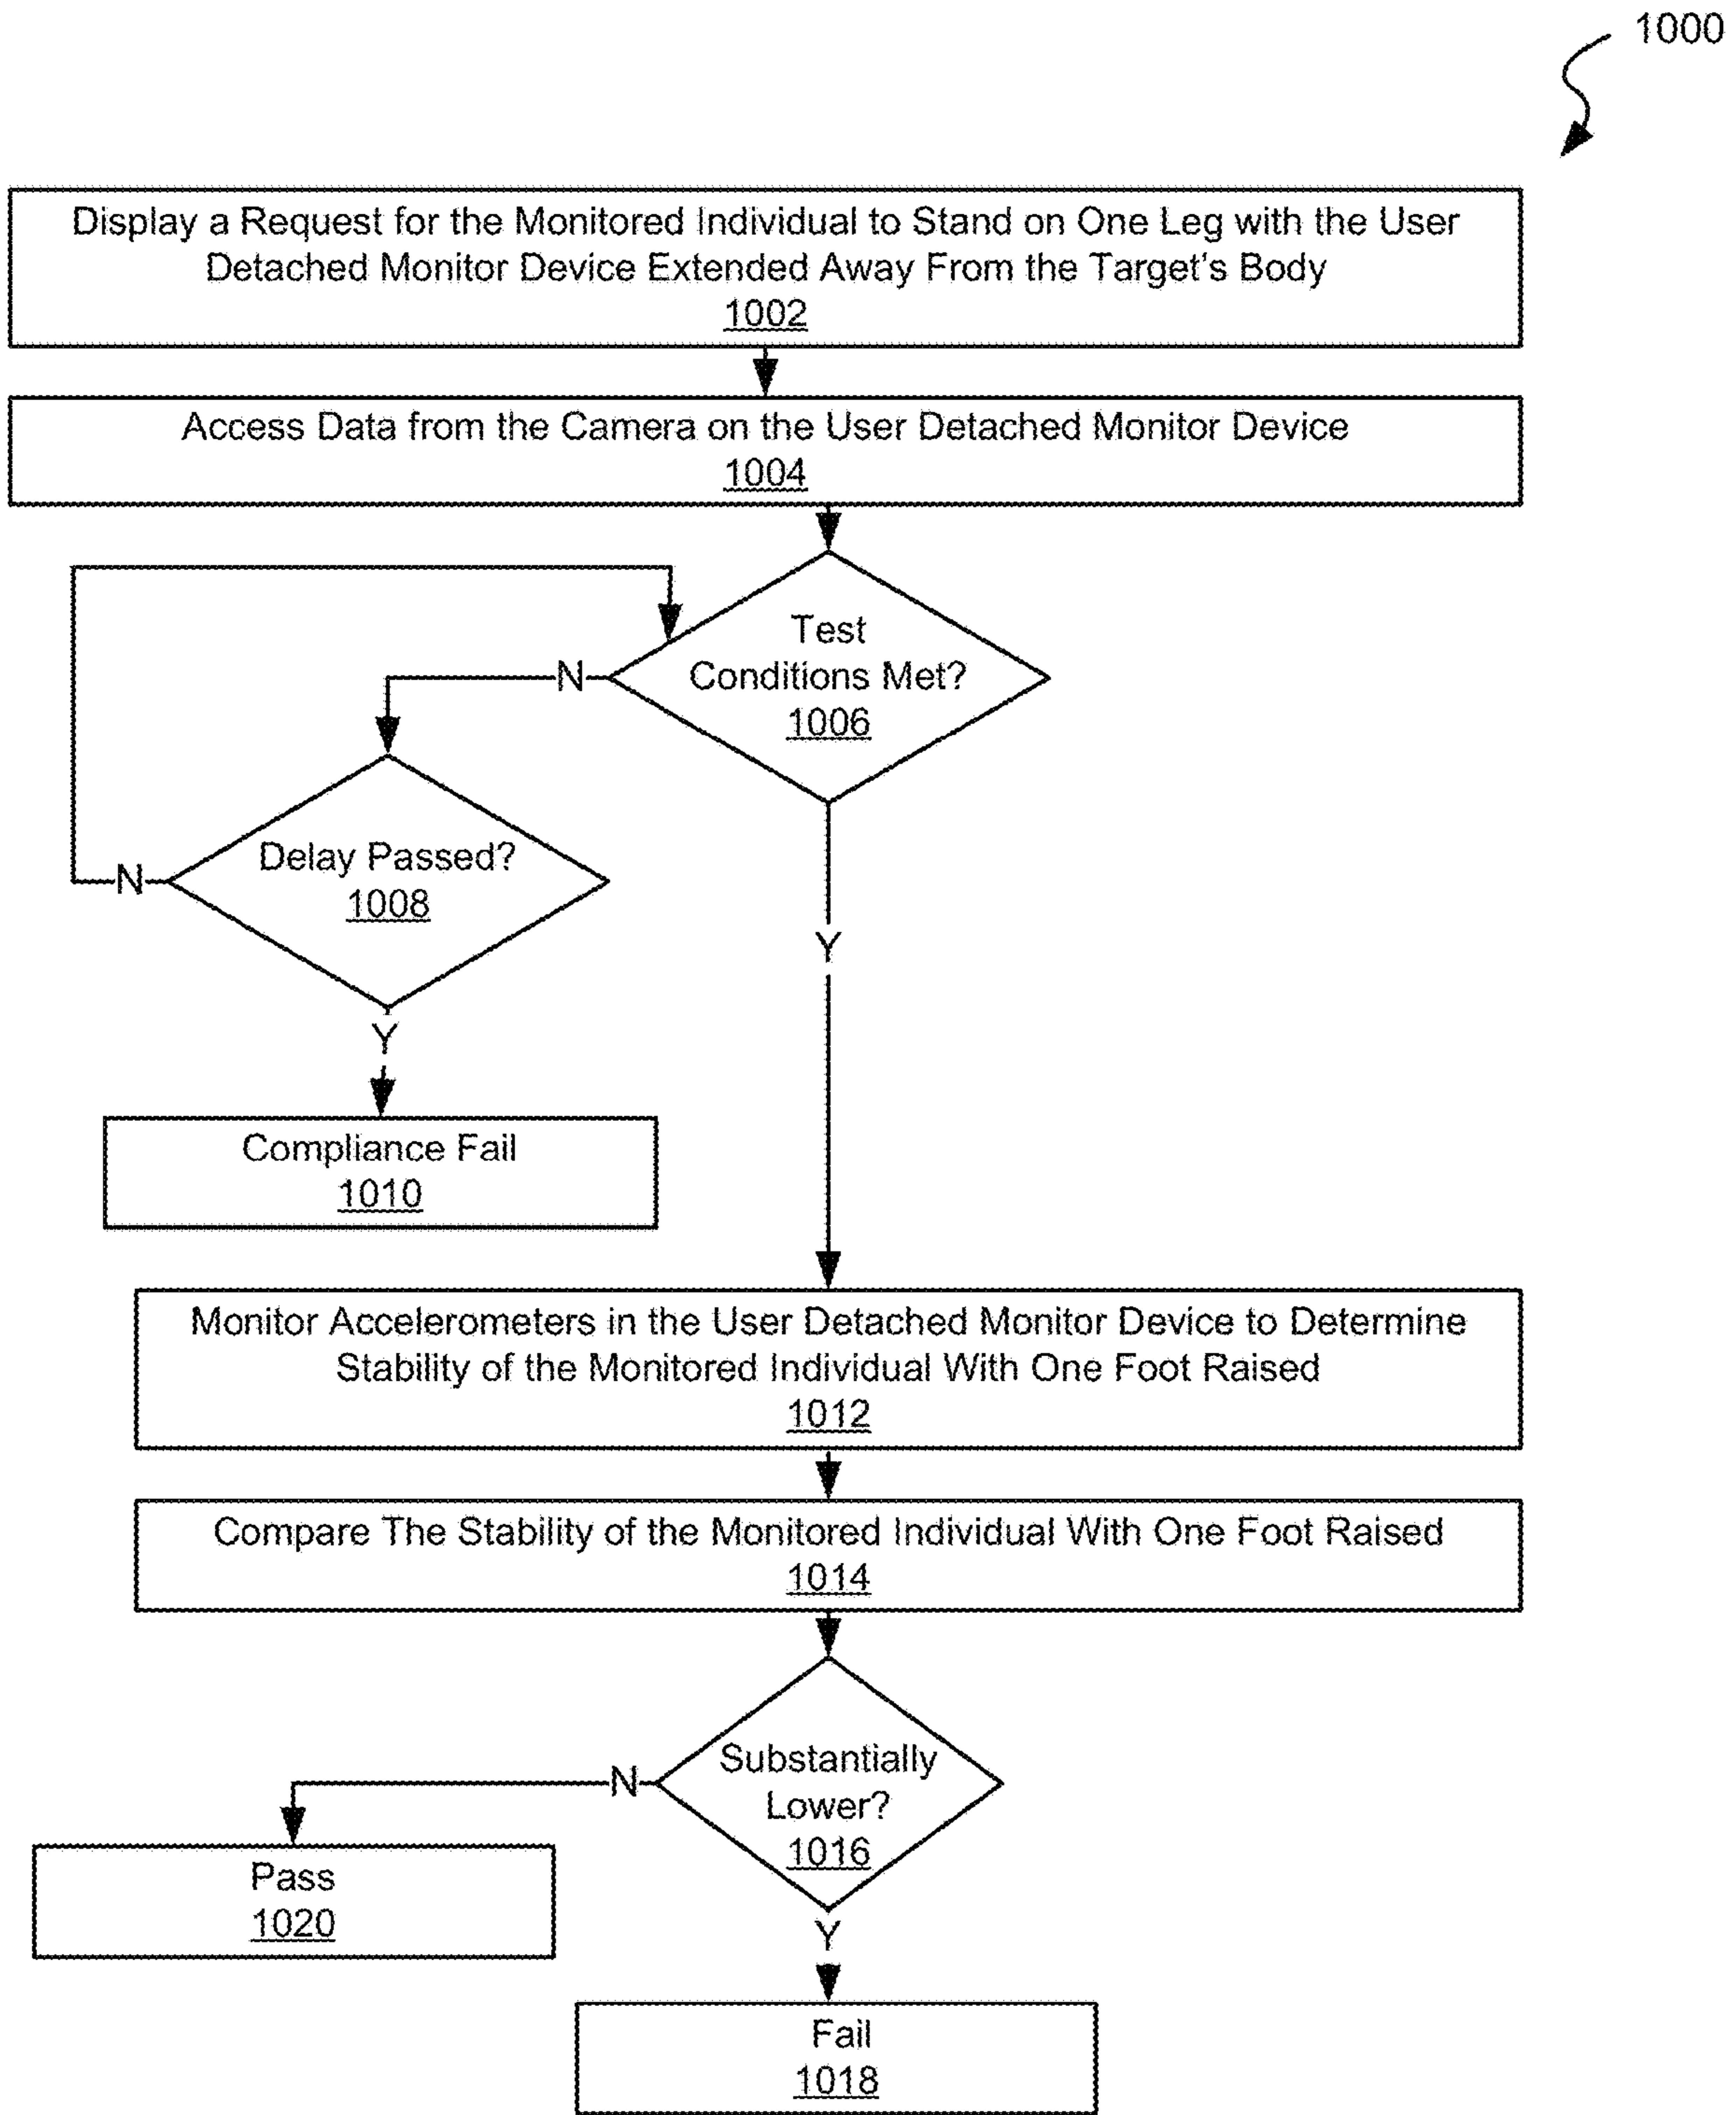 1000
Display a Request for the Monitored Individual to Stand on One Leg with the User
Detached Monitor Device Extended Away From the Target's Body
1002
Access Data from the Camera on the User Detached Monitor Device
1004
Test
Conditions Met?
1006
N
Delay Passed?
1008
N
Y
Y
Compliance Fail
1010
Monitor Accelerometers in the User Detached Monitor Device to Determine
Stability of the Monitored Individual With One Foot Raised
1012
Compare The Stability of the Monitored Individual With One Foot Raised
1014
Substantially
Lower?
1016
N
Pass
1020
Y
Fail
1018